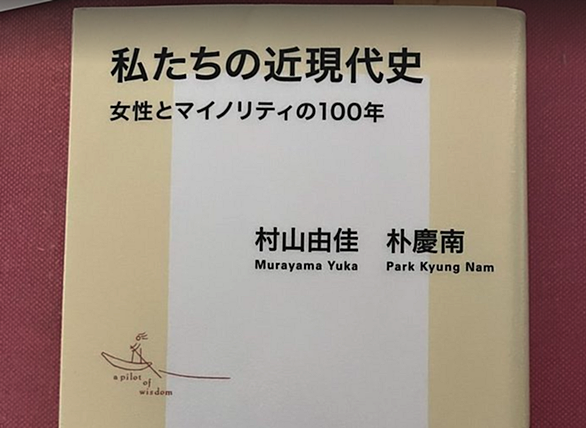 私たちの近現代史
女性とマイノリティの100年
村山由佳 朴慶南
Murayama Yuka Park Kyung Nam
a pilot
of
wisdom